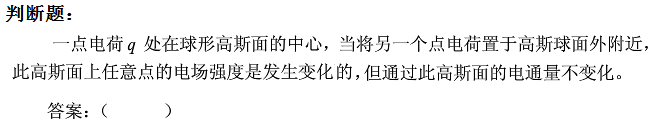 判断题：
一点电荷 q 处在球形高斯面的中心，当将另一个点电荷置于高斯球面外附近，
此高斯面上任意点的电场强度是发生变化的，但通过此高斯面的电通量不变化。
答案：（    ）